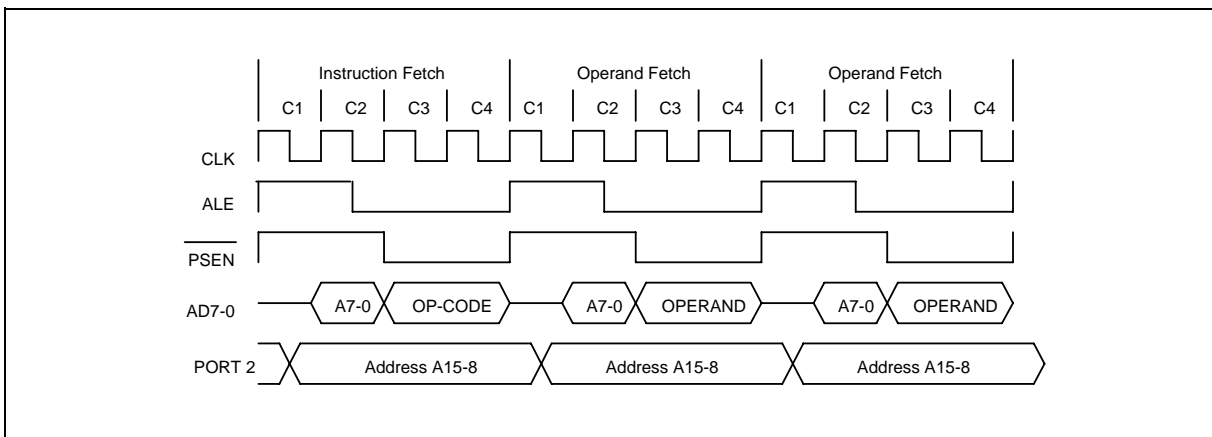 Instruction Fetch Operand Fetch Operand Fetch
C1 C2 C3 C4 C1 C2 C3 C4 C1 C2 C3 C4
CLK
ALE
PSEN
AD7-0 A7-0 OP-CODE A7-0 OPERAND A7-0 OPERAND
PORT 2 Address A15-8 Address A15-8 Address A15-8